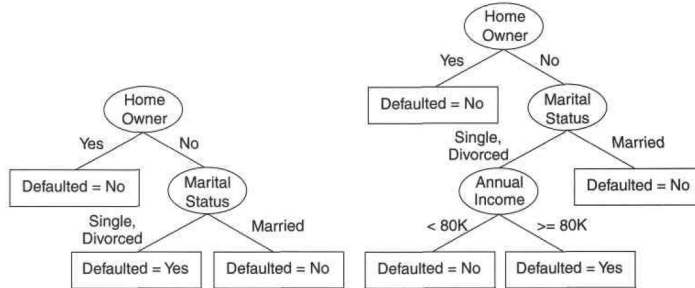 Home
Owner
Yes
No
Defaulted = No
Marital
Status
Single,
Divorced
Married
Defaulted = Yes
Defaulted = No
Home
Owner
Yes
No
Defaulted = No
Marital
Status
Single,
Divorced
Married
Annual
Income
Defaulted = No
< 80K
>= 80K
Defaulted = No
Defaulted = Yes